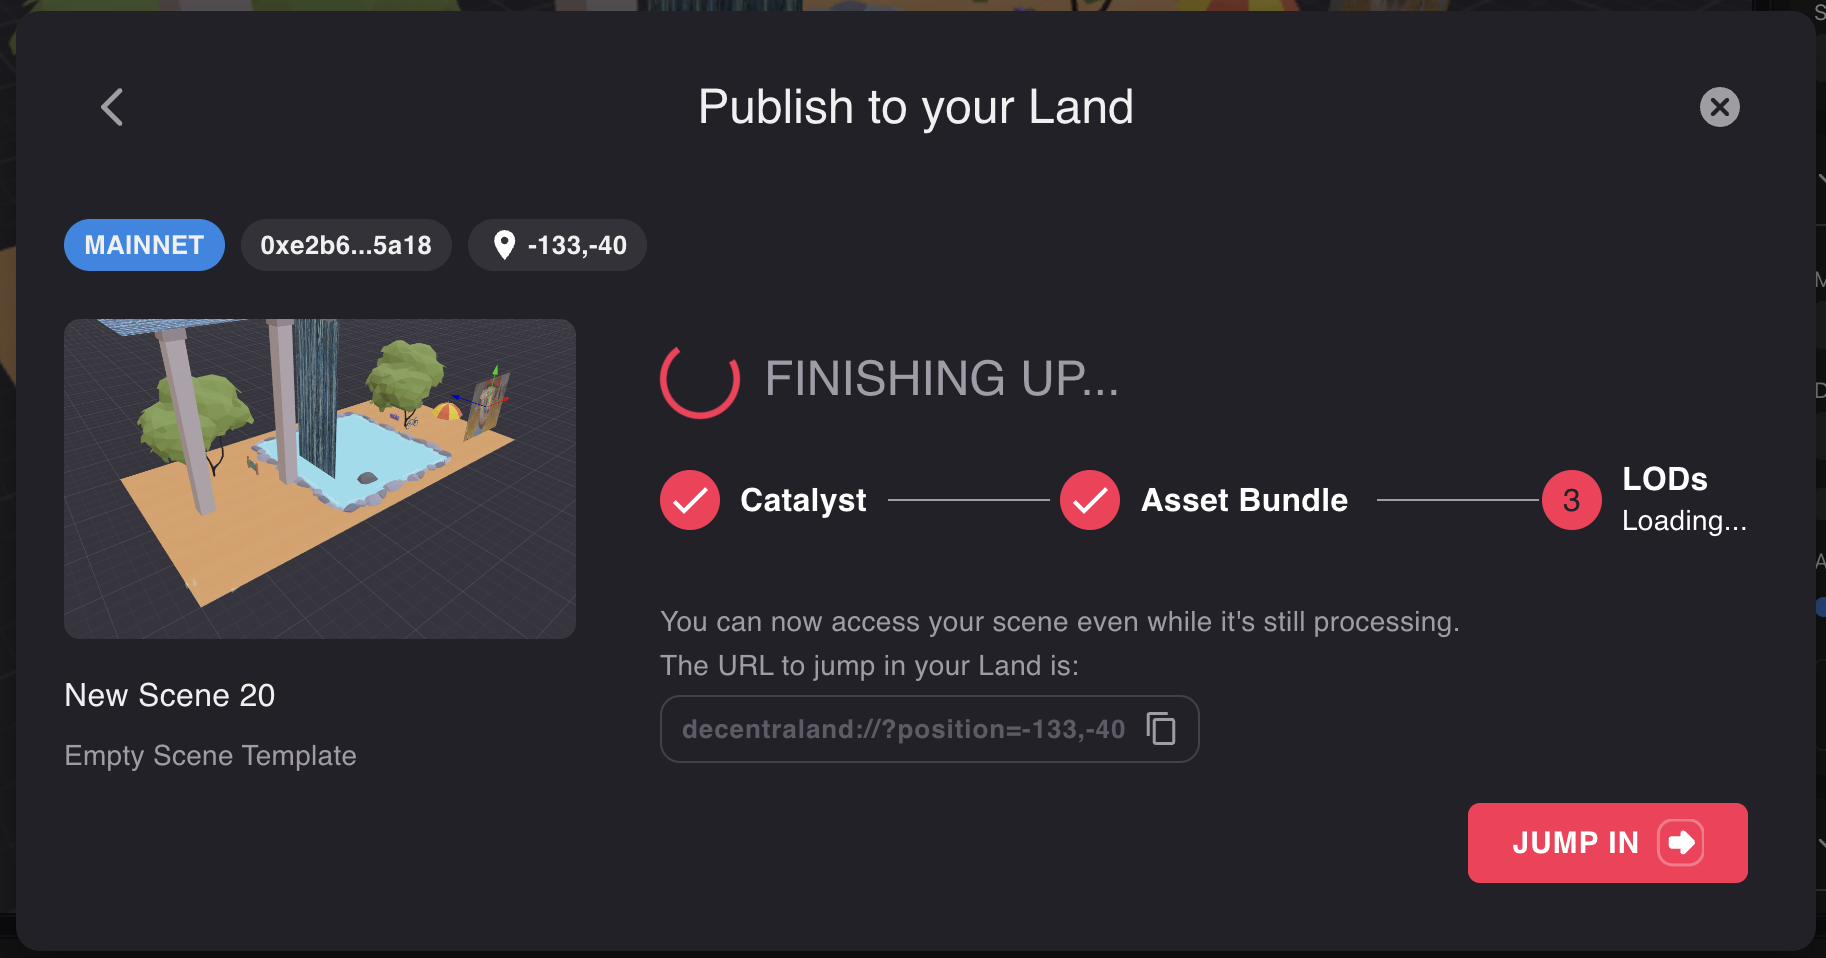 Publish to your Land
MAINNET
0xe2b6...5a18
-133,-40
FINISHING UP...
Catalyst
Asset Bundle
3
LODs
Loading...
You can now access your scene even while it's still processing.
The URL to jump in your Land is:
decentraland://?position=-133,-40
New Scene 20
Empty Scene Template
JUMP IN